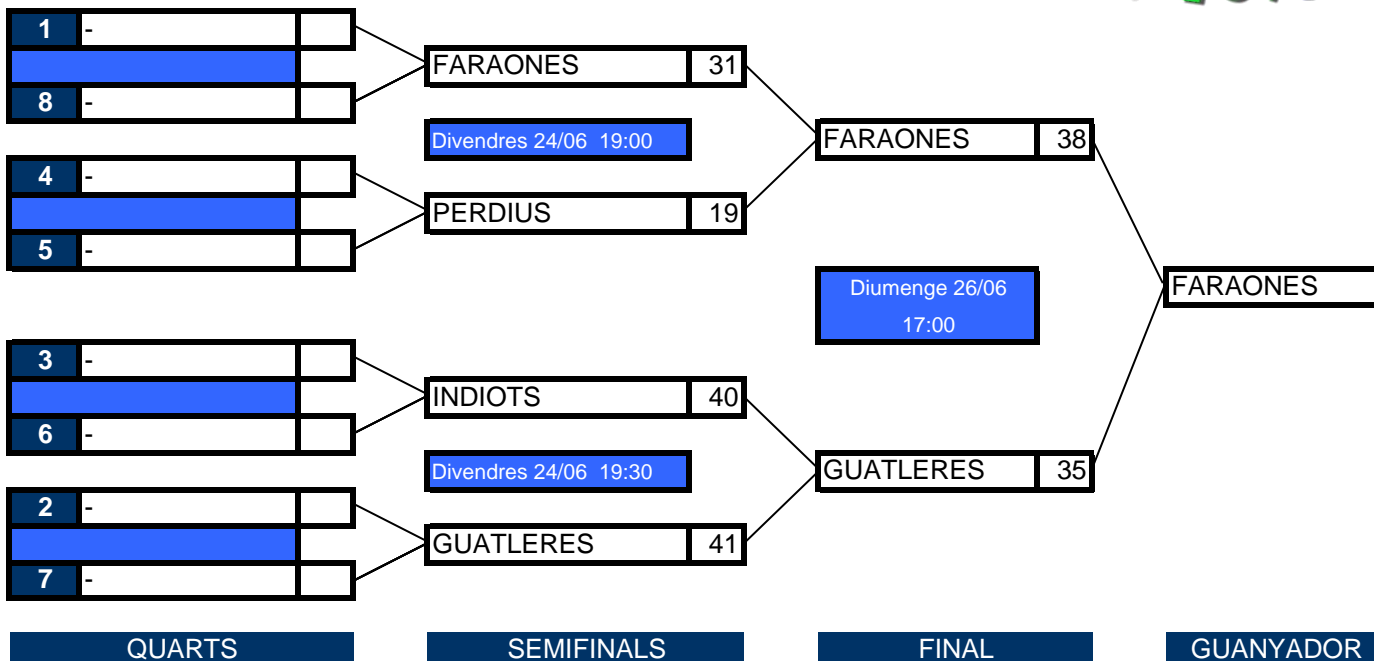 1 -
8 -
4 -
5 -
3 -
6 -
2 -
7 -
FARAONES 31
Divendres 24/06 19:00
PERDIUS 19
INDIOTS 40
Divendres 24/06 19:30
GUATLERES 41
FARAONES 38
Diumenge 26/06
17:00
GUATLERES 35
FARAONES
QUARTS SEMIFINALS FINAL GUANYADOR